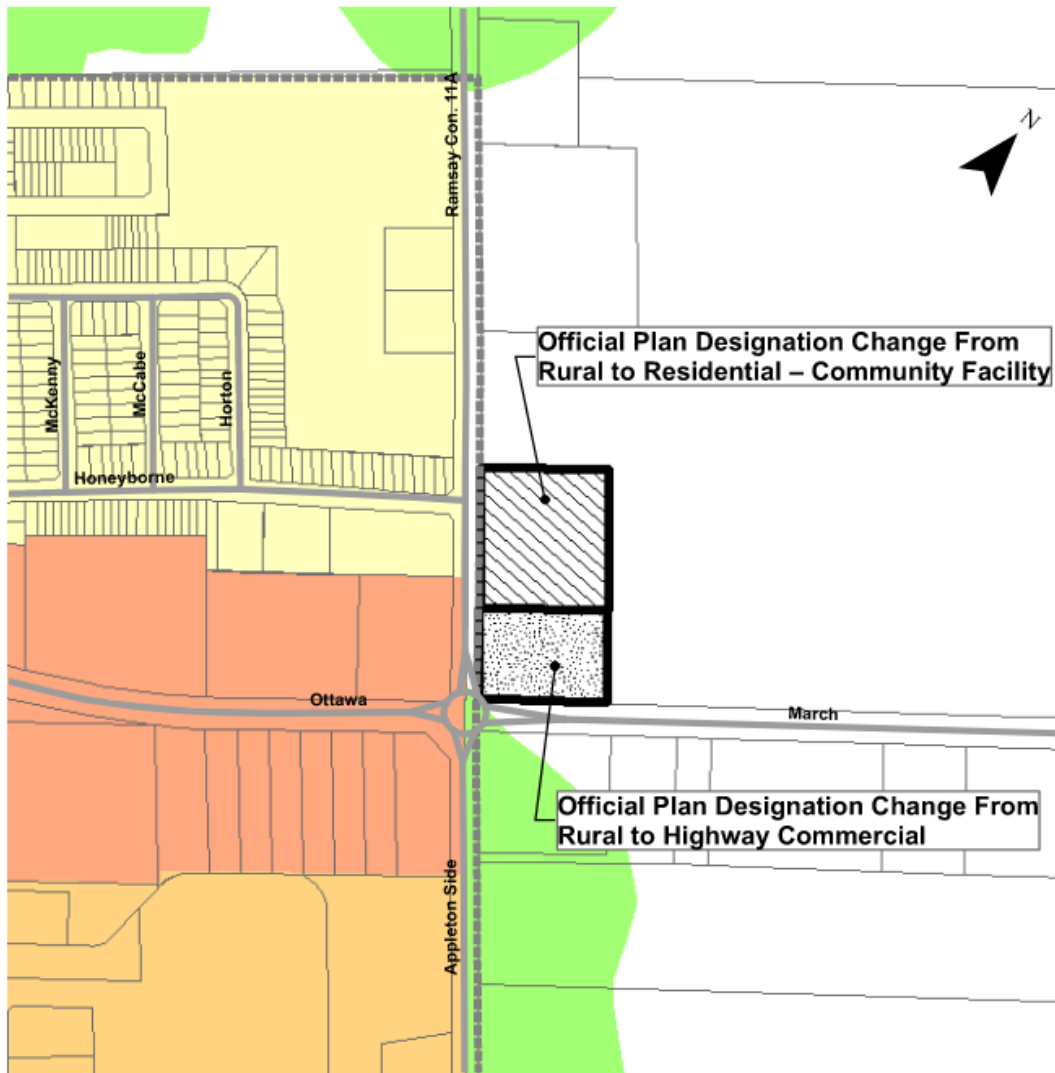 Ramsay Con. 11A
N
Official Plan Designation Change From
Rural to Residential – Community Facility
McKenny
McCabe
Horton
Honeyborne
Ottawa
March
Official Plan Designation Change From
Rural to Highway Commercial
Appleton Side